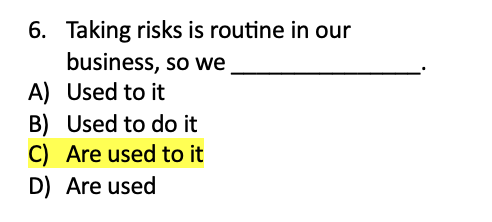 6. Taking risks is routine in our
business, so we ________________.
A) Used to it
B) Used to do it
C) Are used to it
D) Are used